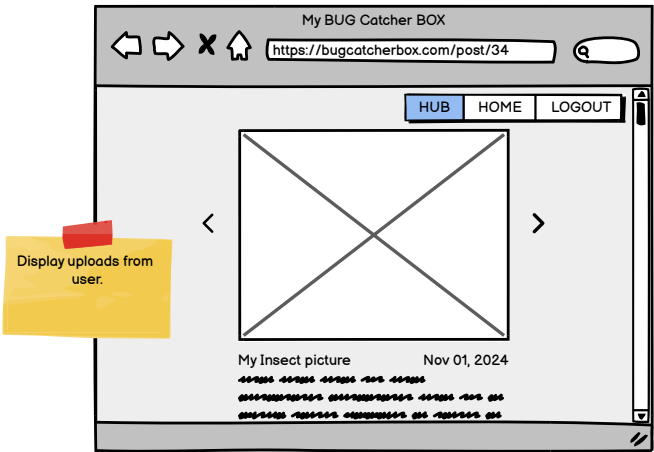 My BUG Catcher BOX
https://bugcatcherbox.com/post/34
HUB HOME LOGOUT
Display uploads from
user.
My Insect picture Nov 01, 2024